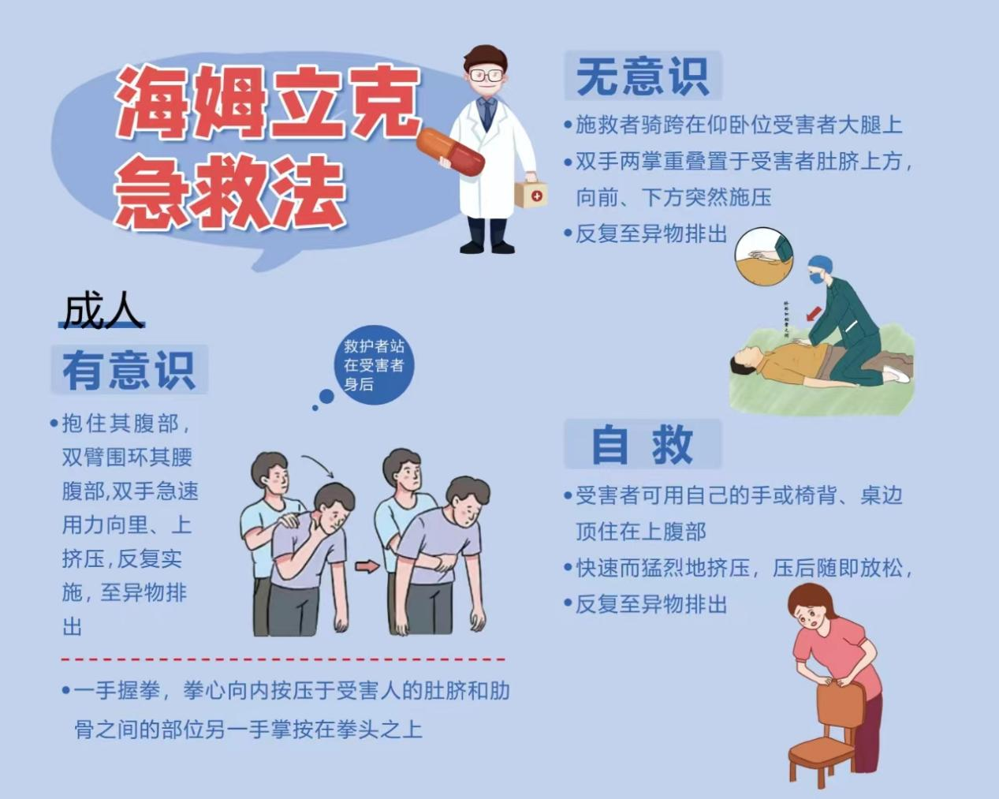 海姆立克
急救法
成人
有意识
•抱住其腹部，
双臂围环其腰
腹部,双手急速
用力向里、上
挤压,反复实
施,至异物排
出
救护者站
在受害者
身后
•一手握拳，拳心向内按压于受害人的肚脐和肋
骨之间的部位另一手掌按在拳头之上
无意识
•施救者骑跨在仰卧位受害者大腿上
•双手两掌重叠置于受害者肚脐上方，
向前、下方突然施压
•反复至异物排出
自 救
•受害者可用自己的手或椅背、桌边
顶住在上腹部
•快速而猛烈地挤压，压后随即放松，
•反复至异物排出